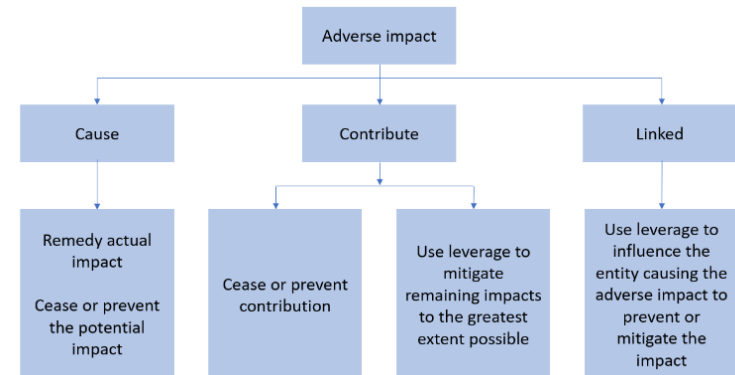 Adverse impact
Cause
Contribute
Linked
Remedy actual
impact
Cease or prevent
the potential
impact
Cease or prevent
contribution
Use leverage to
mitigate
remaining impacts
to the greatest
extent possible
Use leverage to
influence the
entity causing the
adverse impact to
prevent or
mitigate the
impact